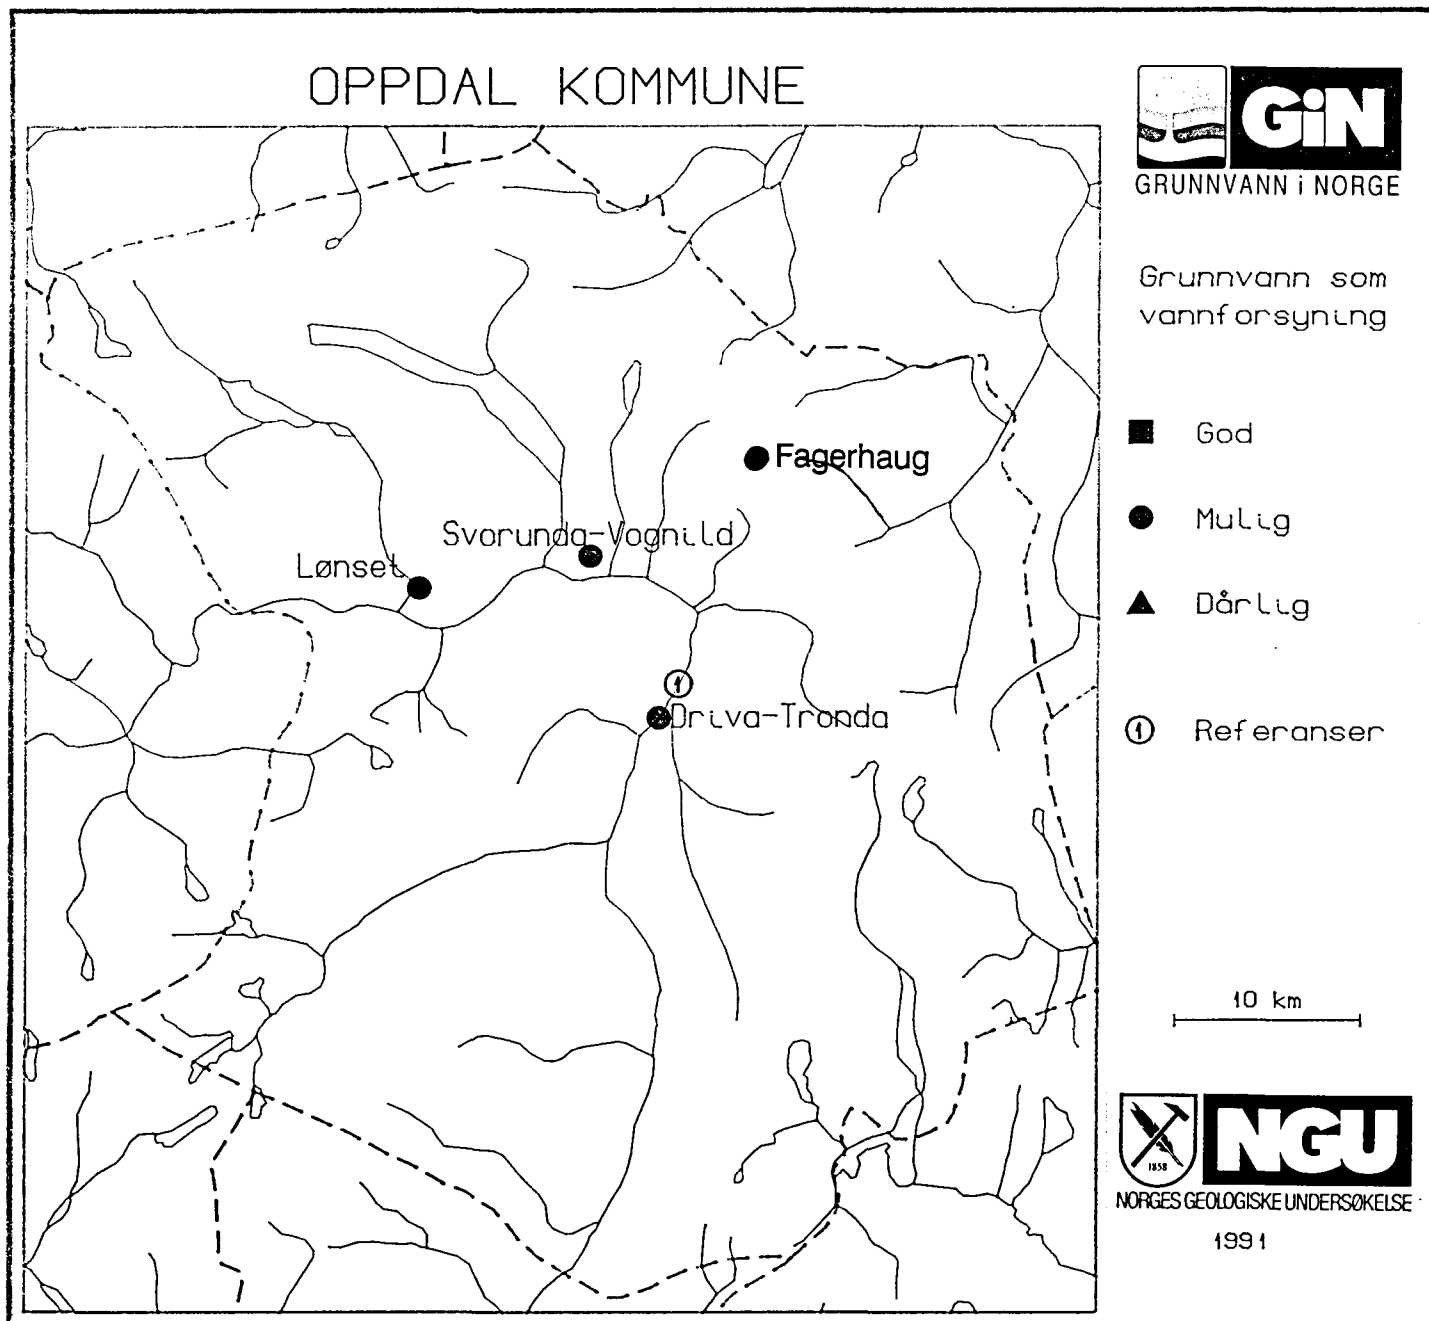 OPPDAL KOMMUNE
GiN
GRUNNVANN i NORGE
Grunnvann som
vannforsyning
God
Mulig
Dårlig
1 Referanser
Fagerhaug
Svorunda-Vognild
Lønset
1
Driva-Tronda
10 km
1858
NGU
NORGES GEOLOGISKE UNDERSØKELSE
1991